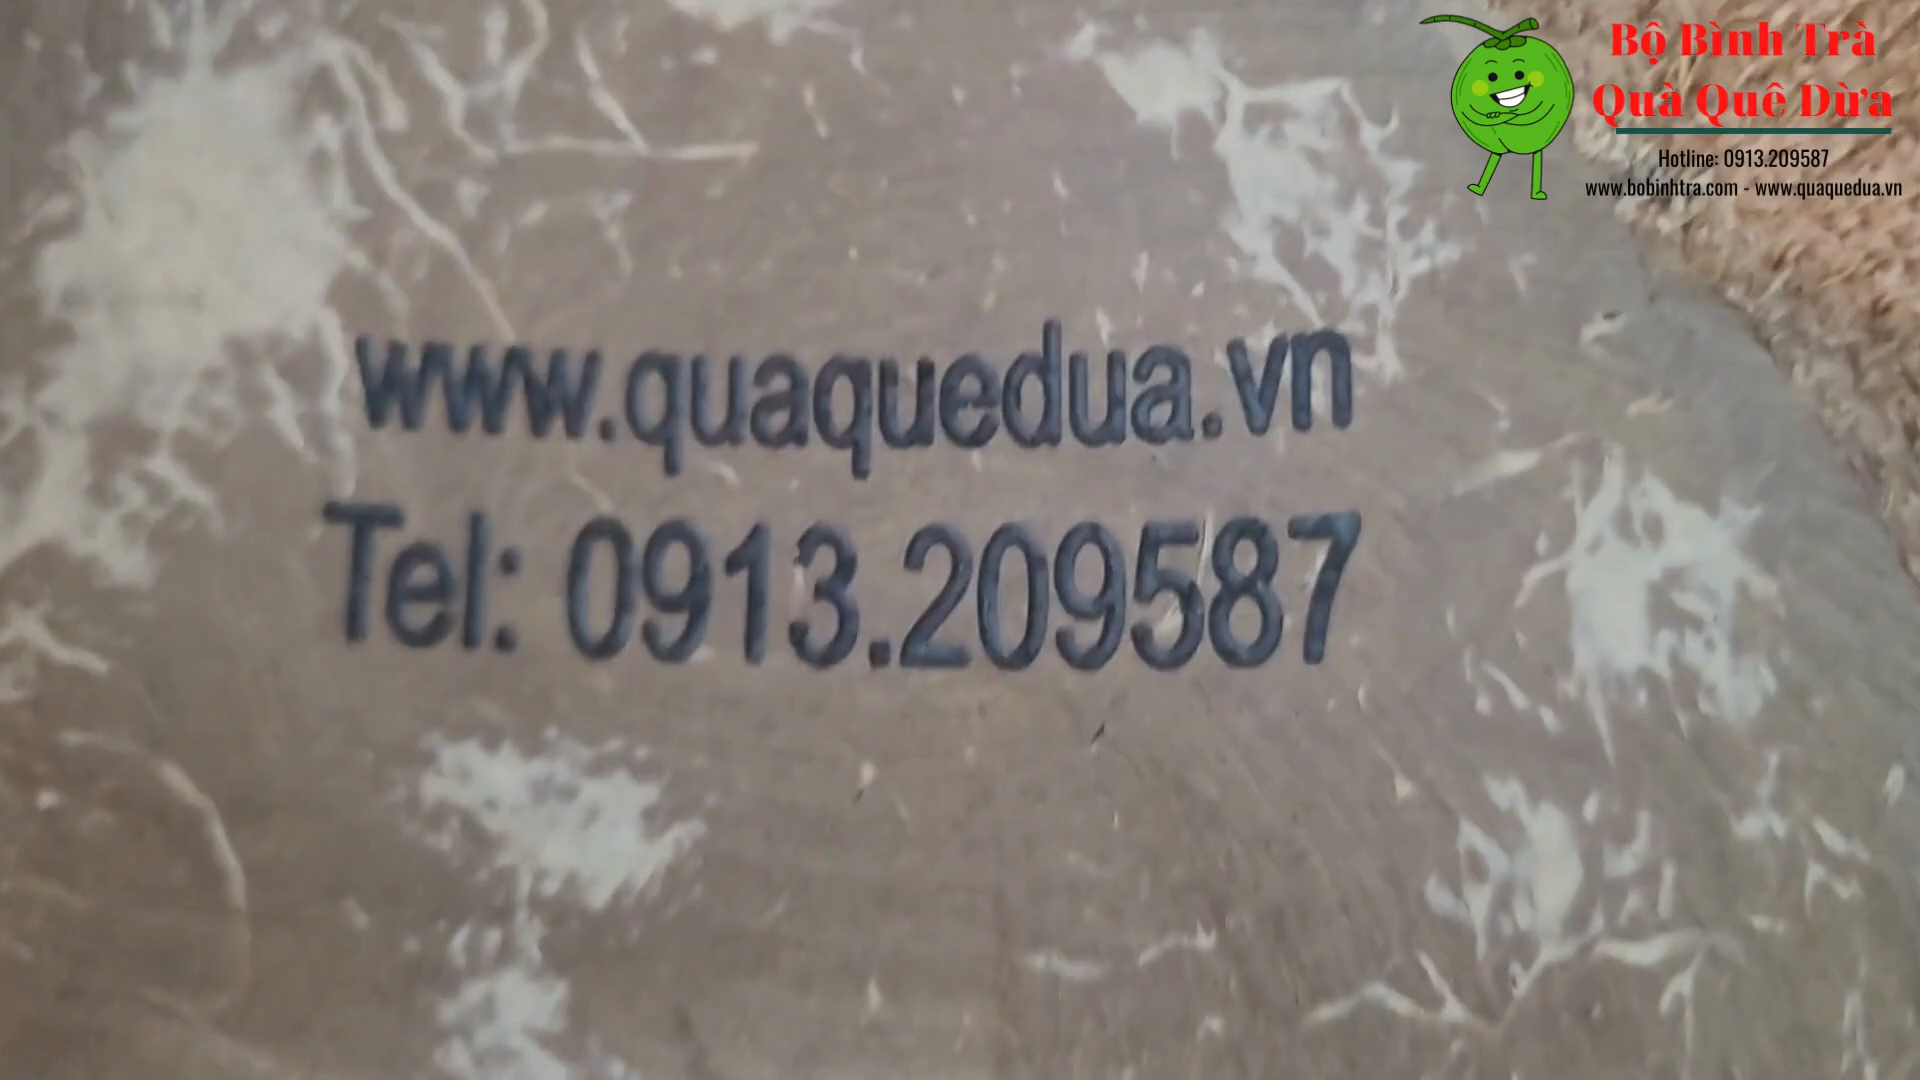 Bộ Bình Trà
Quà Quê Dừa
Hotline: 0913.209587
www.bobinhtra.com - www.quaquedua.vn
www.quaquedua.vn
Tel: 0913.209587